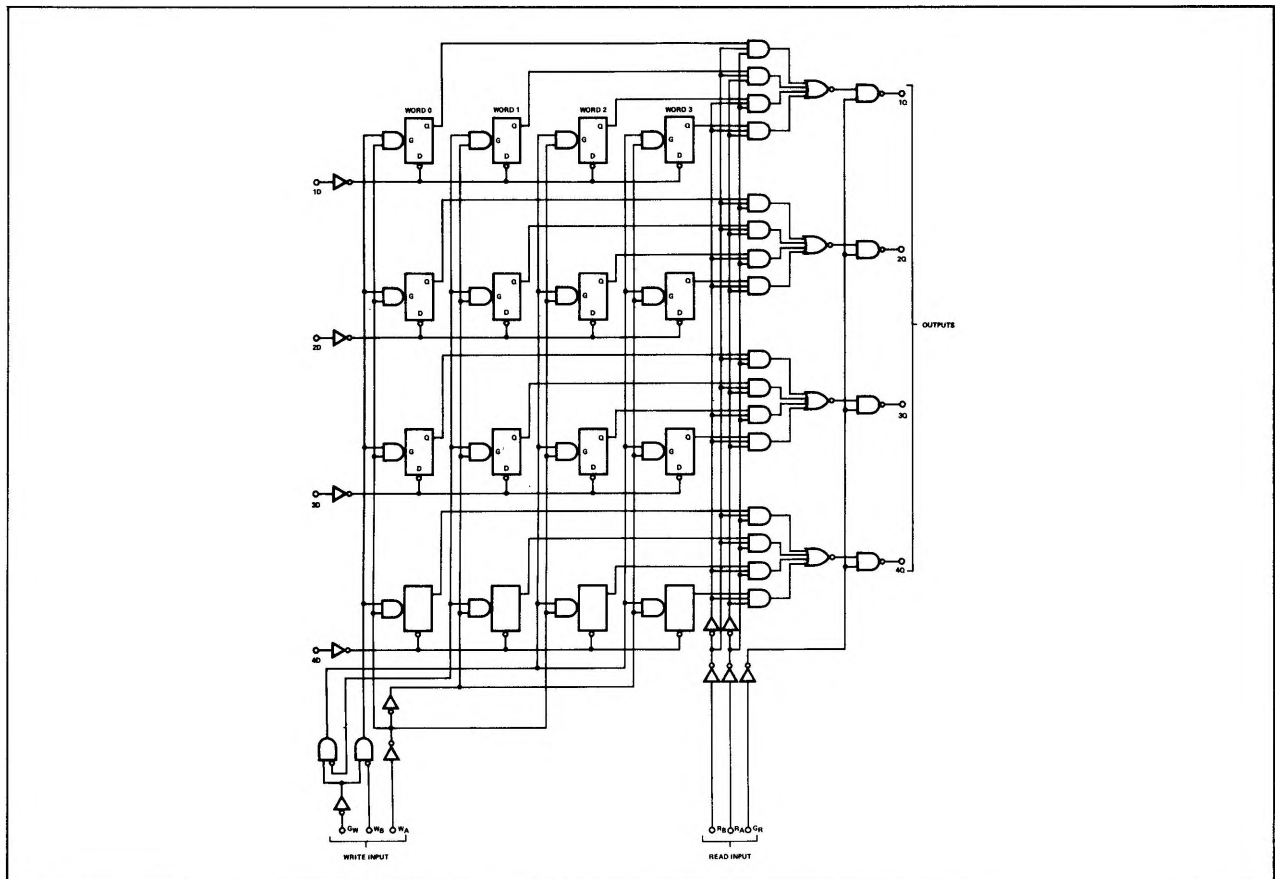 WORD 0 WORD 1 WORD 2 WORD 3
Q Q Q Q
G G G G
D D D D
1D
1Q
Q Q Q Q
G G G G
D D D D
2D
2Q
OUTPUTS
Q Q Q Q
G G G G
D D D D
3D
3Q
4D
4Q
GW WB WA
RB RA GR
WRITE INPUT
READ INPUT